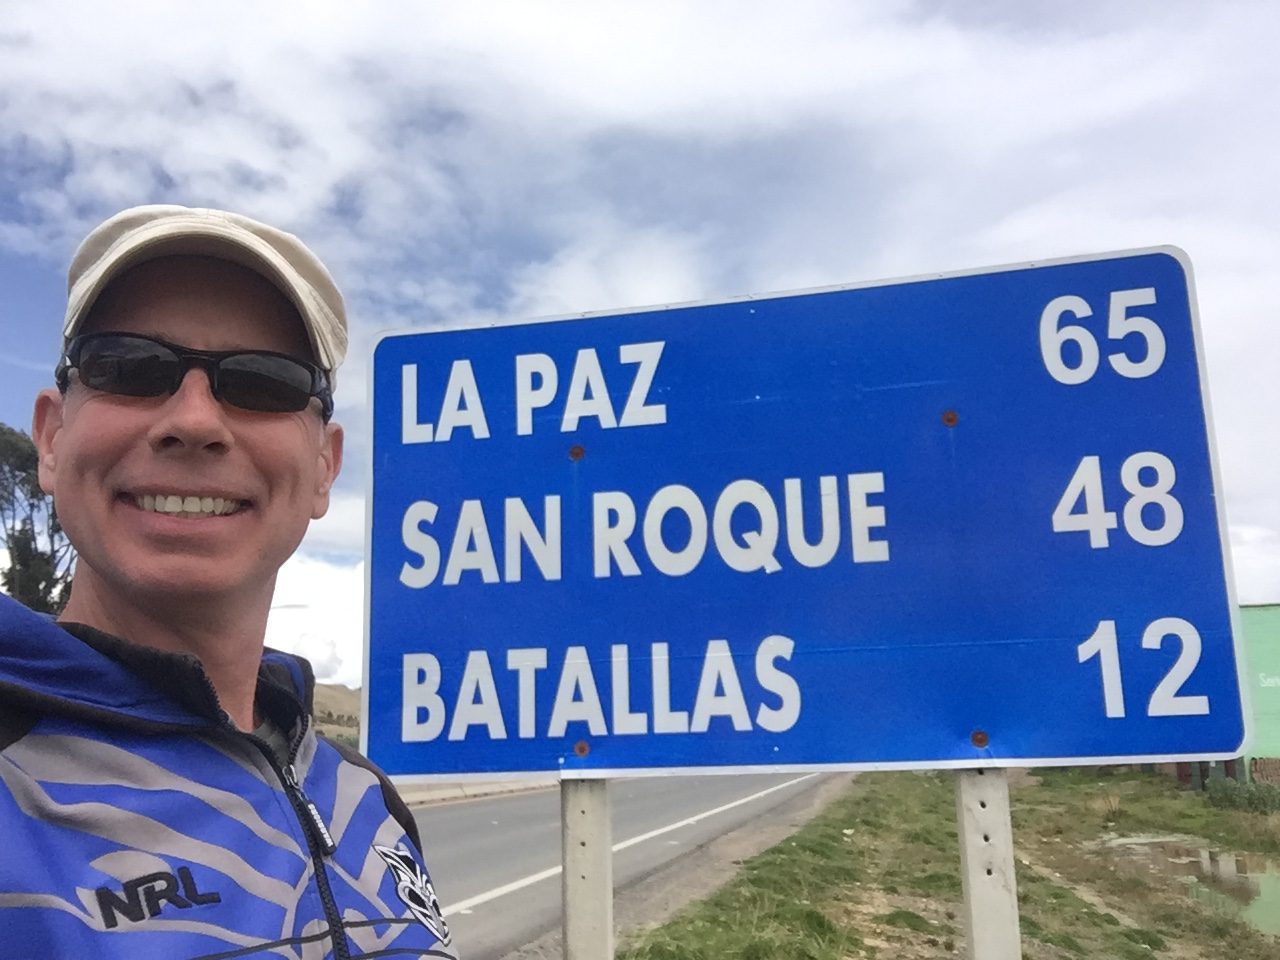 LA PAZ 65
SAN ROQUE 48
BATALLAS 12
NRL